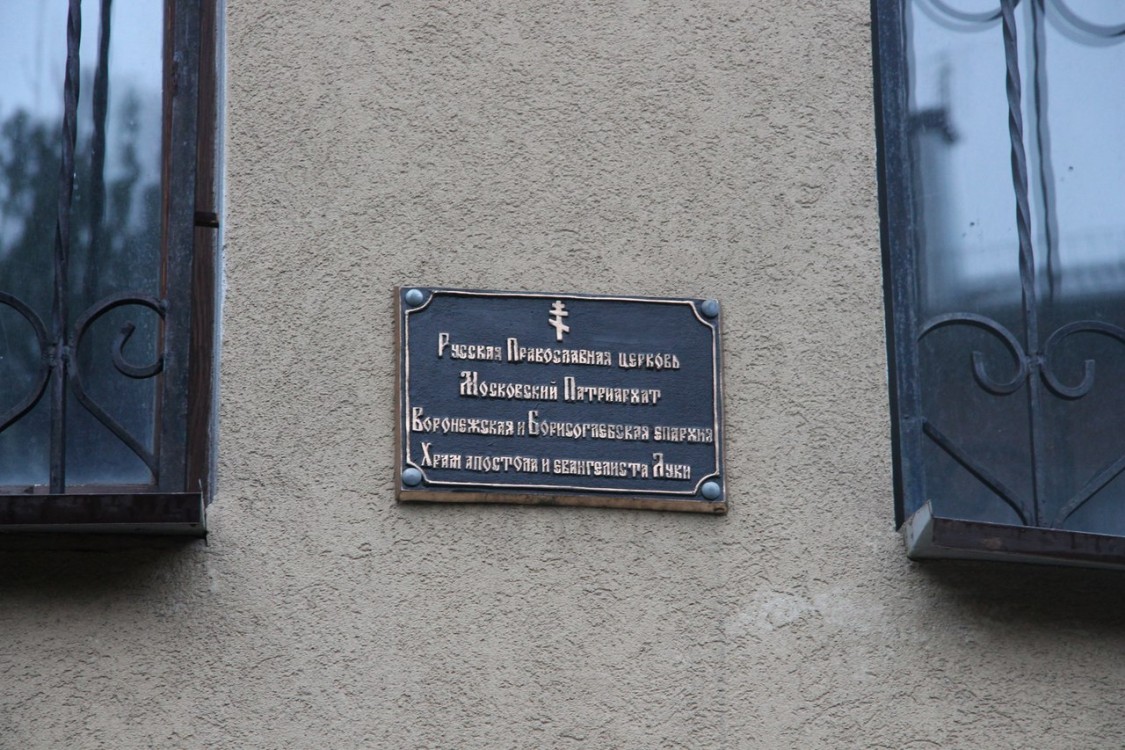 Русская Православная церковь
Московский Патриархат
Воронежская и Борисоглебская епархия
Храм апостола и евангелиста Луки